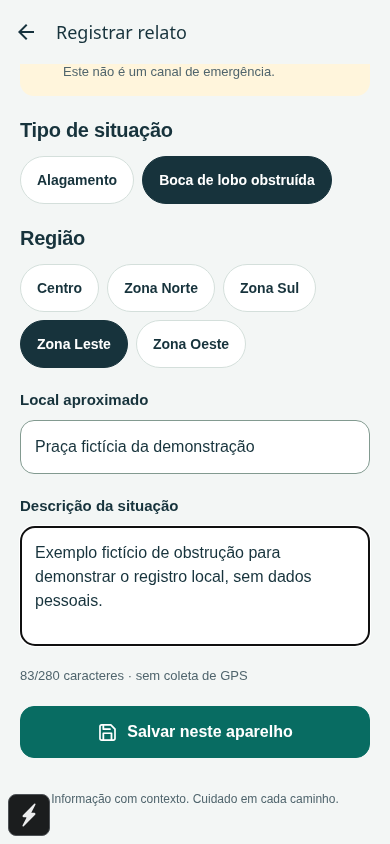 Registrar relato
Este não é um canal de emergência.
Tipo de situação
Alagamento
Boca de lobo obstruída
Região
Centro
Zona Norte
Zona Sul
Zona Leste
Zona Oeste
Local aproximado
Praça fictícia da demonstração
Descrição da situação
Exemplo fictício de obstrução para
demonstrar o registro local, sem dados
pessoais.
83/280 caracteres · sem coleta de GPS
Salvar neste aparelho
Informação com contexto. Cuidado em cada caminho.